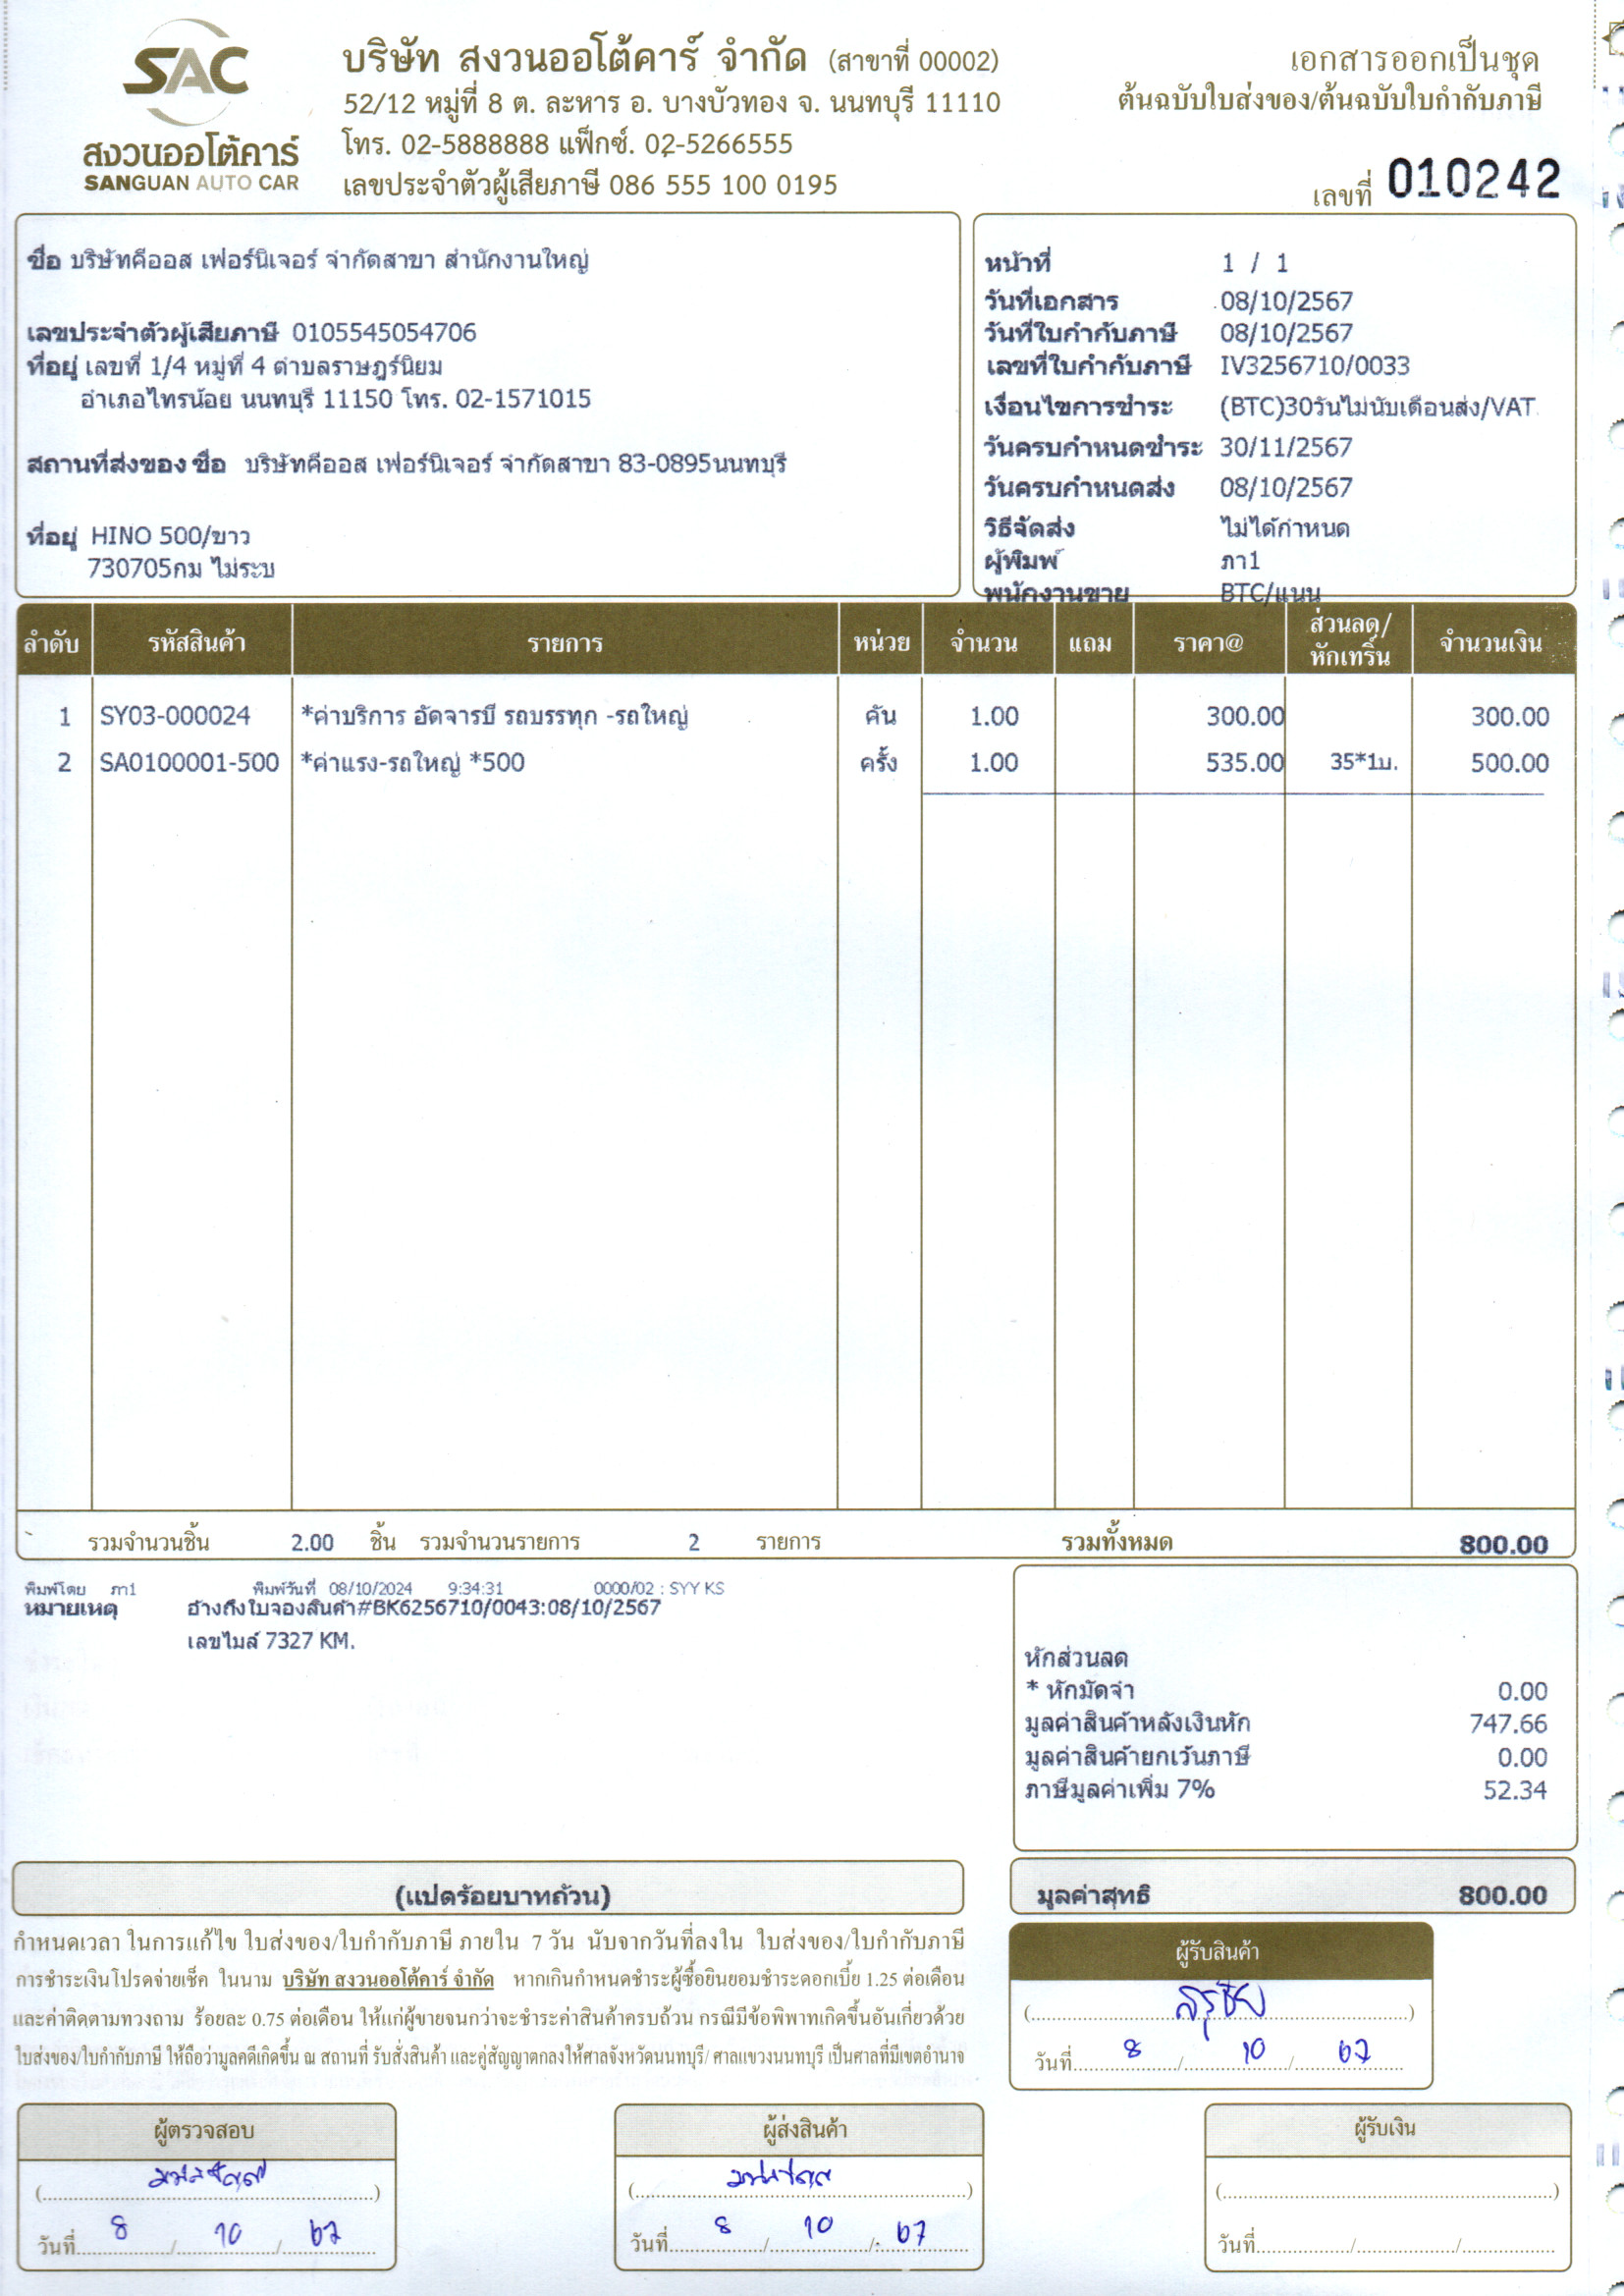 SAC
สงวนออโต้คาร์
SANGUAN AUTO CAR
บริษัท สงวนออโต้คาร์ จำกัด (สาขาที่ 00002)
52/12 หมู่ที่ 8 ต. ละหาร อ. บางบัวทอง จ. นนทบุรี 11110
โทร. 02-5888888 แฟ็กซ์. 02-5266555
เลขประจำตัวผู้เสียภาษี 086 555 100 0195
เอกสารออกเป็นชุด
ต้นฉบับใบส่งของ/ต้นฉบับใบกำกับภาษี
เลขที่ 010242
ชื่อ บริษัทคีออส เฟอร์นิเจอร์ จำกัดสาขา สำนักงานใหญ่
เลขประจำตัวผู้เสียภาษี 0105545054706
ที่อยู่ เลขที่ 1/4 หมู่ที่ 4 ตำบลราษฎร์นิยม
อำเภอไทรน้อย นนทบุรี 11150 โทร. 02-1571015
สถานที่ส่งของ ชื่อ บริษัทคีออส เฟอร์นิเจอร์ จำกัดสาขา 83-0895นนทบุรี
ที่อยู่ HINO 500/ขาว
730705กม ไม่ระบ
หน้าที่ 1 / 1
วันที่เอกสาร 08/10/2567
วันที่ใบกำกับภาษี 08/10/2567
เลขที่ใบกำกับภาษี IV3256710/0033
เงื่อนไขการชำระ (BTC)30วันไม่นับเดือนส่ง/VAT
วันครบกำหนดชำระ 30/11/2567
วันครบกำหนดส่ง 08/10/2567
วิธีจัดส่ง ไม่ได้กำหนด
ผู้พิมพ์ ภา1
พนักงานขาย BTC/แนน
ลำดับ รหัสสินค้า รายการ หน่วย จำนวน แถม ราคา@ ส่วนลด/หักเทริ์น จำนวนเงิน
1 SY03-000024 *ค่าบริการ อัดจารบี รถบรรทุก -รถใหญ่ คัน 1.00 300.00 300.00
2 SA0100001-500 *ค่าแรง-รถใหญ่ *500 ครั้ง 1.00 535.00 35*1บ. 500.00
รวมจำนวนชิ้น 2.00 ชิ้น รวมจำนวนรายการ 2 รายการ รวมทั้งหมด 800.00
พิมพ์โดย ภา1 พิมพ์วันที่ 08/10/2024 9:34:31 0000/02 : SYY KS
หมายเหตุ อ้างถึงใบจองสินค้า#BK6256710/0043:08/10/2567
เลขไมล์ 7327 KM.
หักส่วนลด
* หักมัดจำ 0.00
มูลค่าสินค้าหลังเงินหัก 747.66
มูลค่าสินค้ายกเว้นภาษี 0.00
ภาษีมูลค่าเพิ่ม 7% 52.34
(แปดร้อยบาทถ้วน)
มูลค่าสุทธิ 800.00
กำหนดเวลา ในการแก้ไข ใบส่งของ/ใบกำกับภาษี ภายใน 7 วัน นับจากวันที่ลงใน ใบส่งของ/ใบกำกับภาษี
การชำระเงินโปรดจ่ายเช็ค ในนาม บริษัท สงวนออโต้คาร์ จำกัด หากเกินกำหนดชำระผู้ซื้อยินยอมชำระดอกเบี้ย 1.25 ต่อเดือน
และค่าติดตามทวงถาม ร้อยละ 0.75 ต่อเดือน ให้แก่ผู้ขายจนกว่าจะชำระค่าสินค้าครบถ้วน กรณีมีข้อพิพาทเกิดขึ้นอันเกี่ยวด้วย
ใบส่งของ/ใบกำกับภาษี ให้ถือว่ามูลคดีเกิดขึ้น ณ สถานที่ รับสั่งสินค้า และคู่สัญญาตกลงให้ศาลจังหวัดนนทบุรี/ ศาลแขวงนนทบุรี เป็นศาลที่มีเขตอำนาจ
ผู้รับสินค้า
วันที่ 8 / 10 / 67
ผู้ตรวจสอบ
วันที่ 8 / 10 / 67
ผู้ส่งสินค้า
วันที่ 8 / 10 / 67
ผู้รับเงิน
วันที่ / /